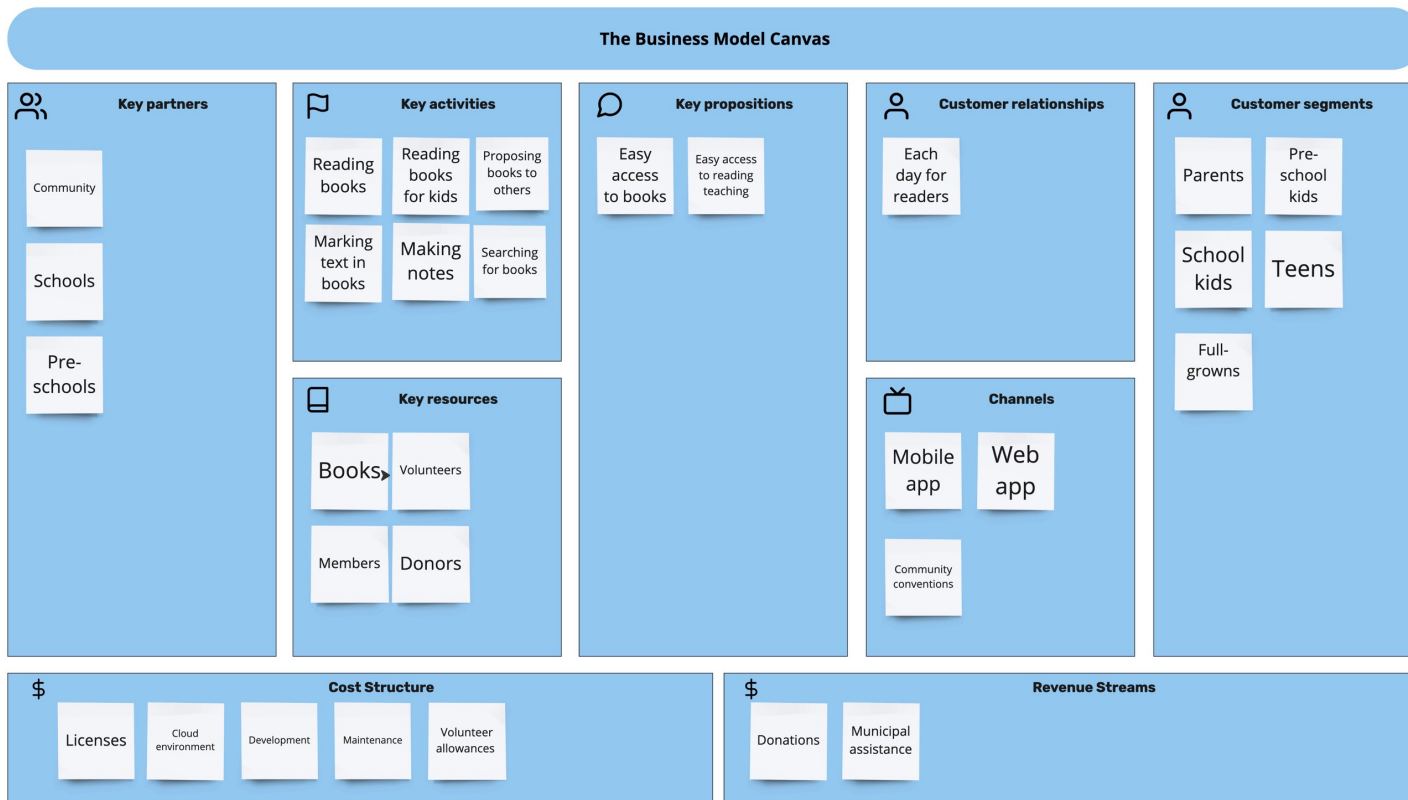 The Business Model Canvas
Key partners
Community
Schools
Pre-
schools
Key activities
Reading
books
Reading
books
for kids
Proposing
books to
others
Marking
text in
books
Making
notes
Searching
for books
Key resources
Books
Volunteers
Members
Donors
Key propositions
Easy
access
to books
Easy access
to reading
teaching
Customer relationships
Each
day for
readers
Channels
Mobile
app
Web
app
Community
conventions
Customer segments
Parents
Pre-
school
kids
School
kids
Teens
Full-
growns
$
Cost Structure
Licenses
Cloud
environment
Development
Maintenance
Volunteer
allowances
$
Revenue Streams
Donations
Municipal
assistance